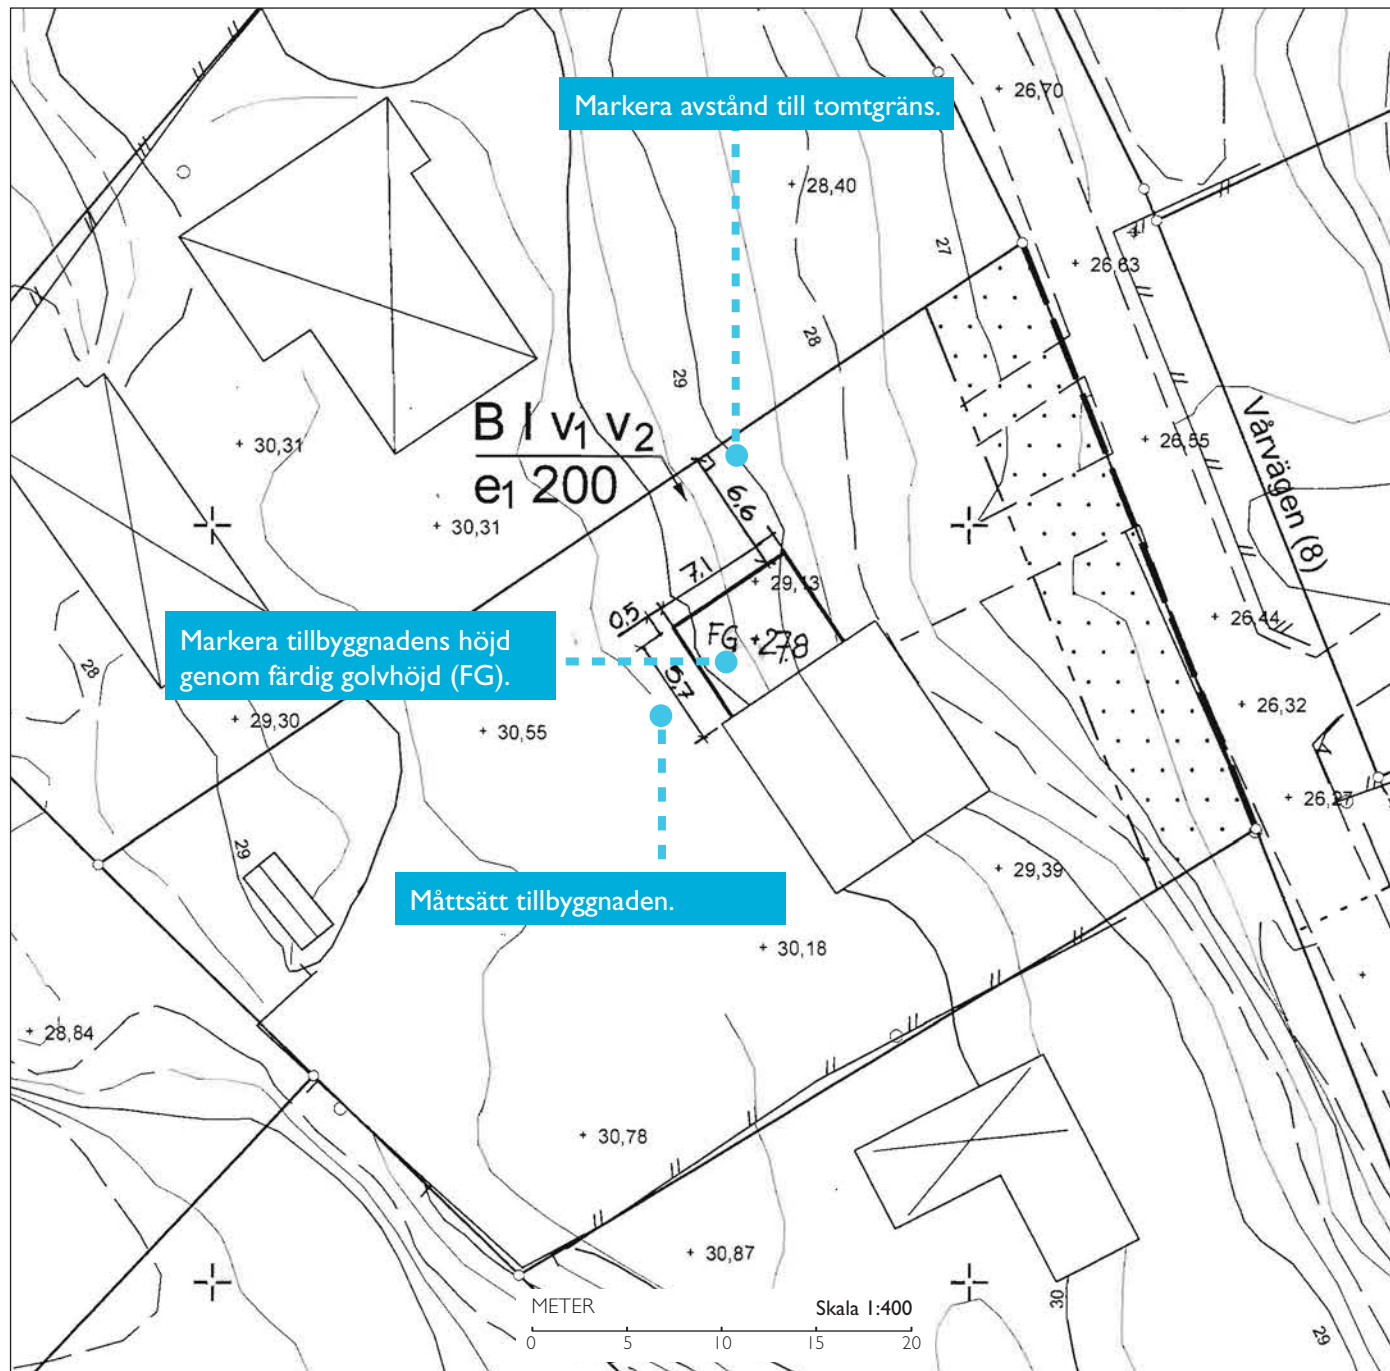 Markera avstånd till tomtgräns.
26,70
28,40
27
26,63
28
29
B I v1 v2
e1 200
30,31
30,31
26,55
Vårvägen (8)
6,6
7,1
29,13
0,5
FG +27,8
5,7
26,44
Markera tillbyggnadens höjd
genom färdig golvhöjd (FG).
28
29,30
30,55
26,32
26,27
29
29,39
Måttsätt tillbyggnaden.
30,18
28,84
30,78
30,87
30
29
METER
Skala 1:400
0 5 10 15 20